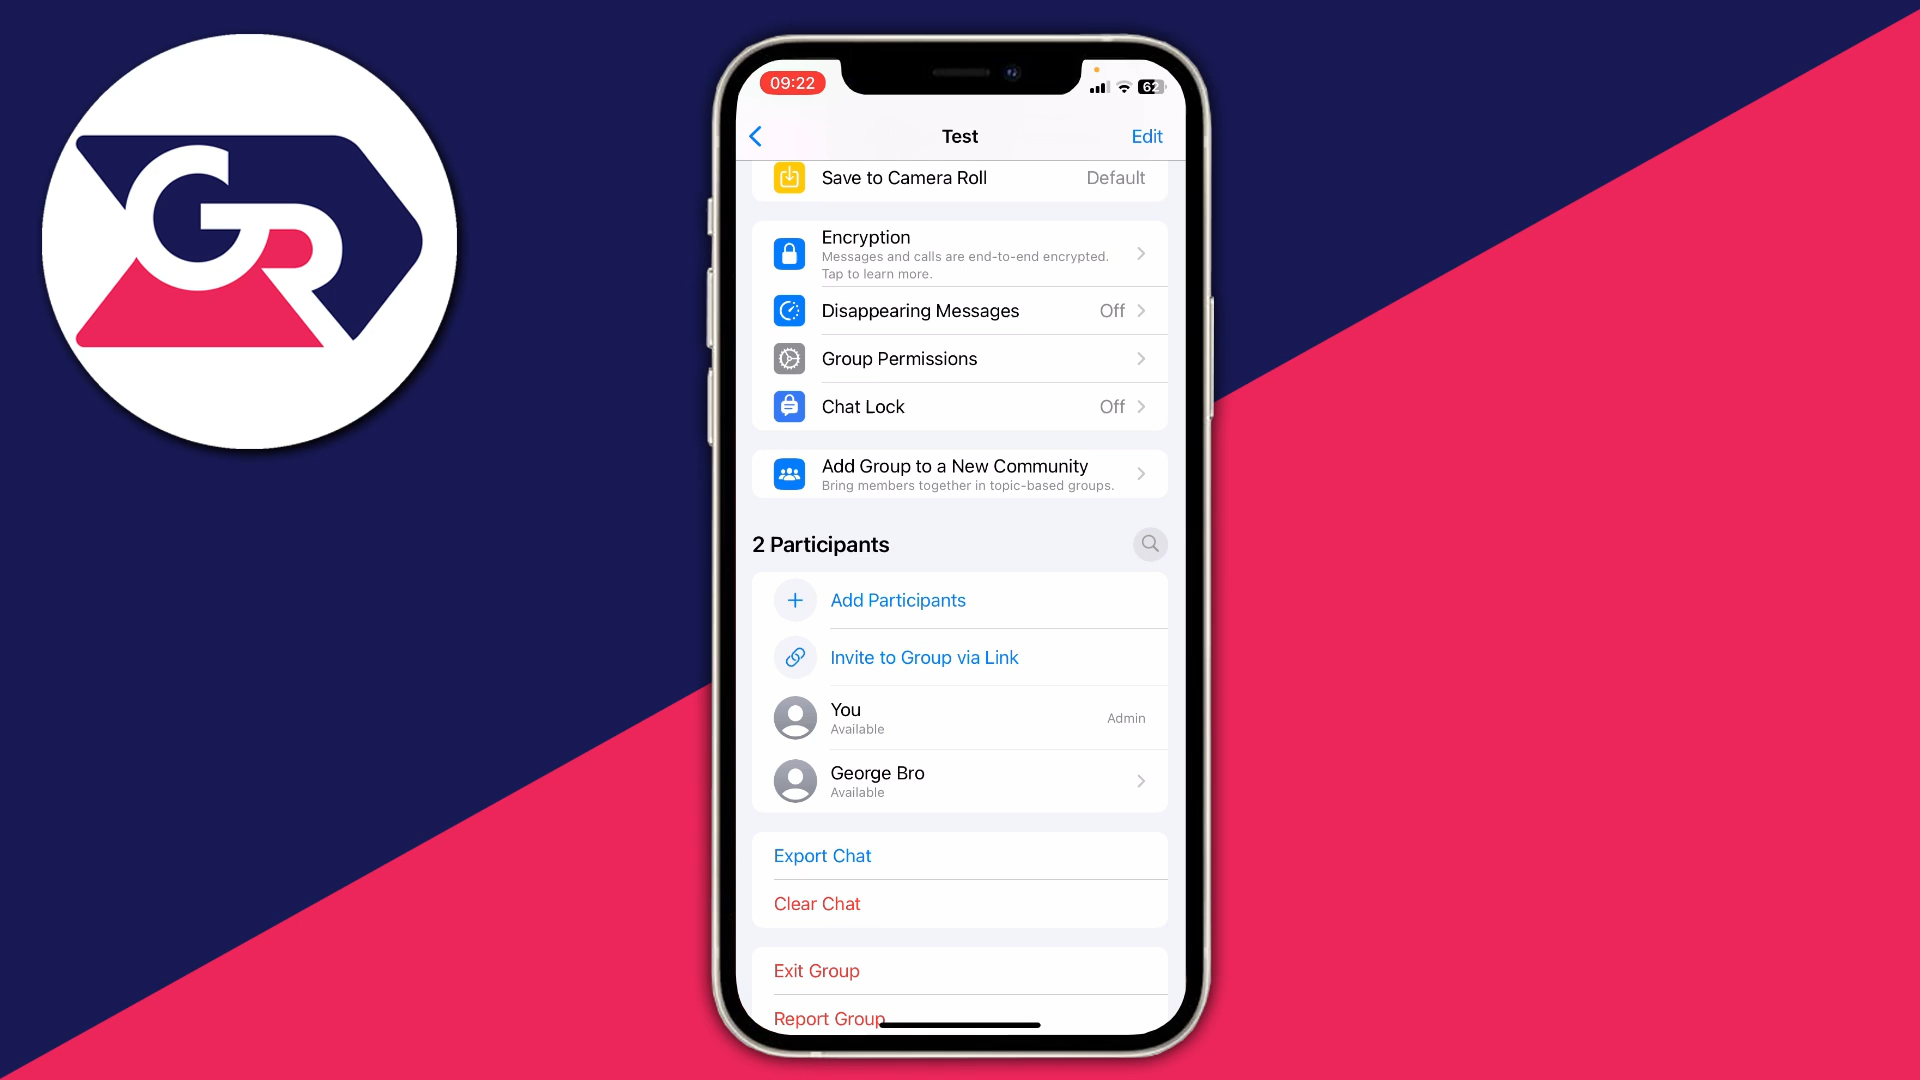 GR
09:22
62
Test
Edit
Save to Camera Roll
Default
Encryption
Messages and calls are end-to-end encrypted.
Tap to learn more.
Disappearing Messages
Off
Group Permissions
Chat Lock
Off
Add Group to a New Community
Bring members together in topic-based groups.
2 Participants
Add Participants
Invite to Group via Link
You
Available
Admin
George Bro
Available
Export Chat
Clear Chat
Exit Group
Report Group